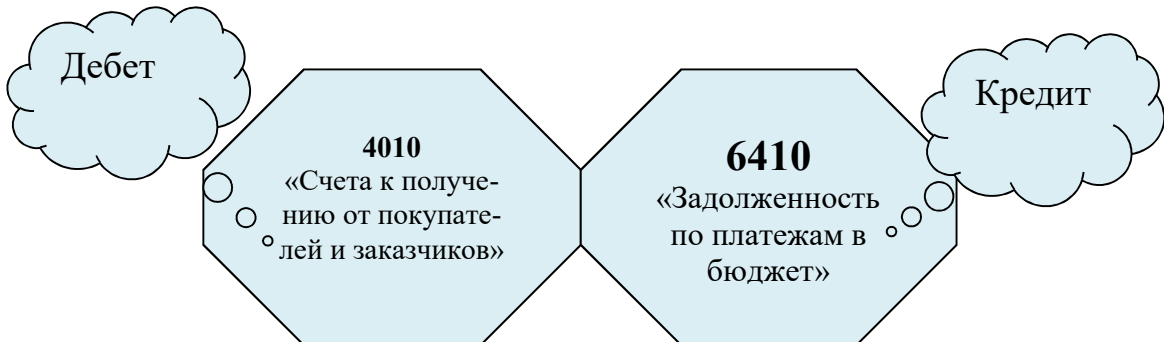 Дебет
Кредит
4010
«Счета к получе-
нию от покупате-
лей и заказчиков»
6410
«Задолженность
по платежам в
бюджет»